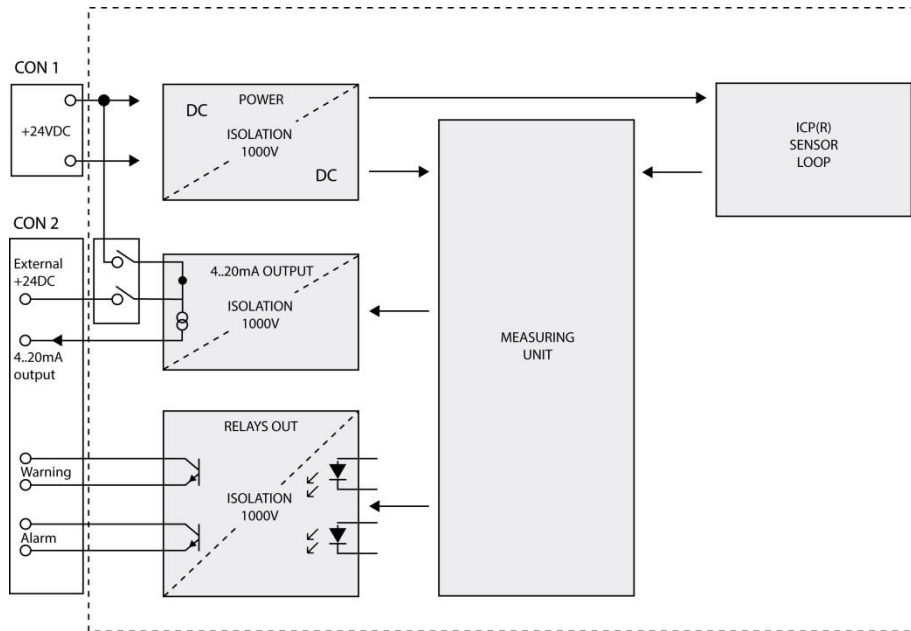 CON 1
+24VDC
DC
POWER
ISOLATION
1000V
DC
ICP(R)
SENSOR
LOOP
CON 2
External
+24DC
4..20mA
output
4..20mA OUTPUT
ISOLATION
1000V
MEASURING
UNIT
RELAYS OUT
ISOLATION
1000V
Warning
Alarm